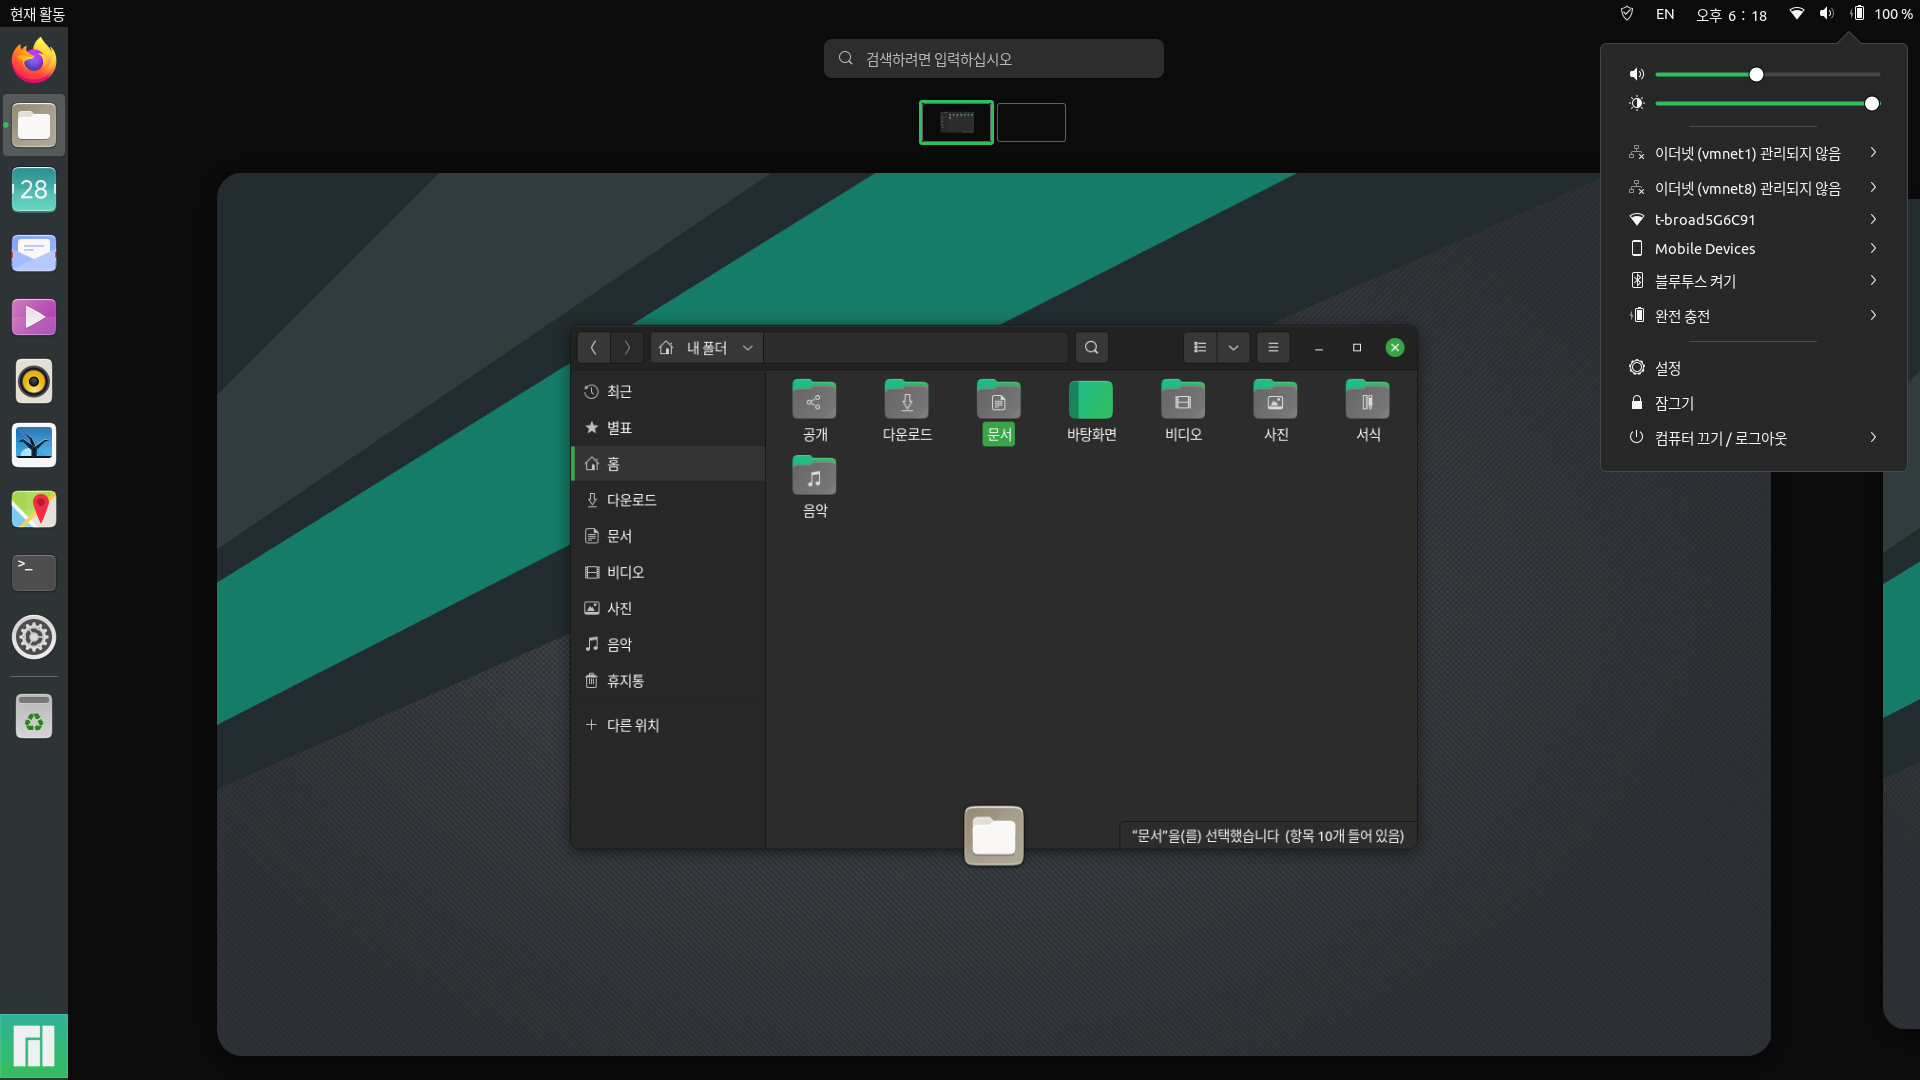 현재 활동
EN
오후 6 : 18
100 %
검색하려면 입력하십시오
28
>_
이더넷 (vmnet1) 관리되지 않음
이더넷 (vmnet8) 관리되지 않음
t-broad5G6C91
Mobile Devices
블루투스 켜기
완전 충전
설정
잠그기
컴퓨터 끄기 / 로그아웃
내 폴더
최근
별표
홈
다운로드
문서
비디오
사진
음악
휴지통
다른 위치
공개
다운로드
문서
바탕화면
비디오
사진
서식
음악
“문서”을(를) 선택했습니다 (항목 10개 들어 있음)